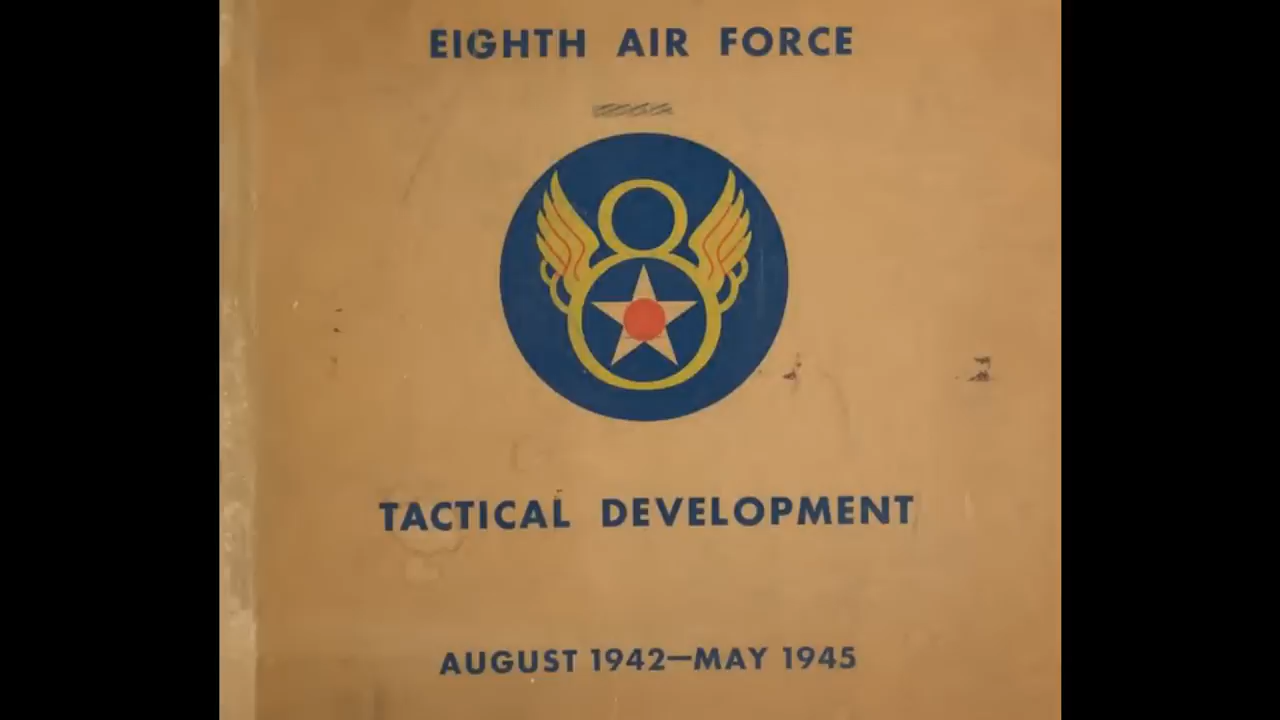 EIGHTH AIR FORCE
TACTICAL DEVELOPMENT
AUGUST 1942—MAY 1945